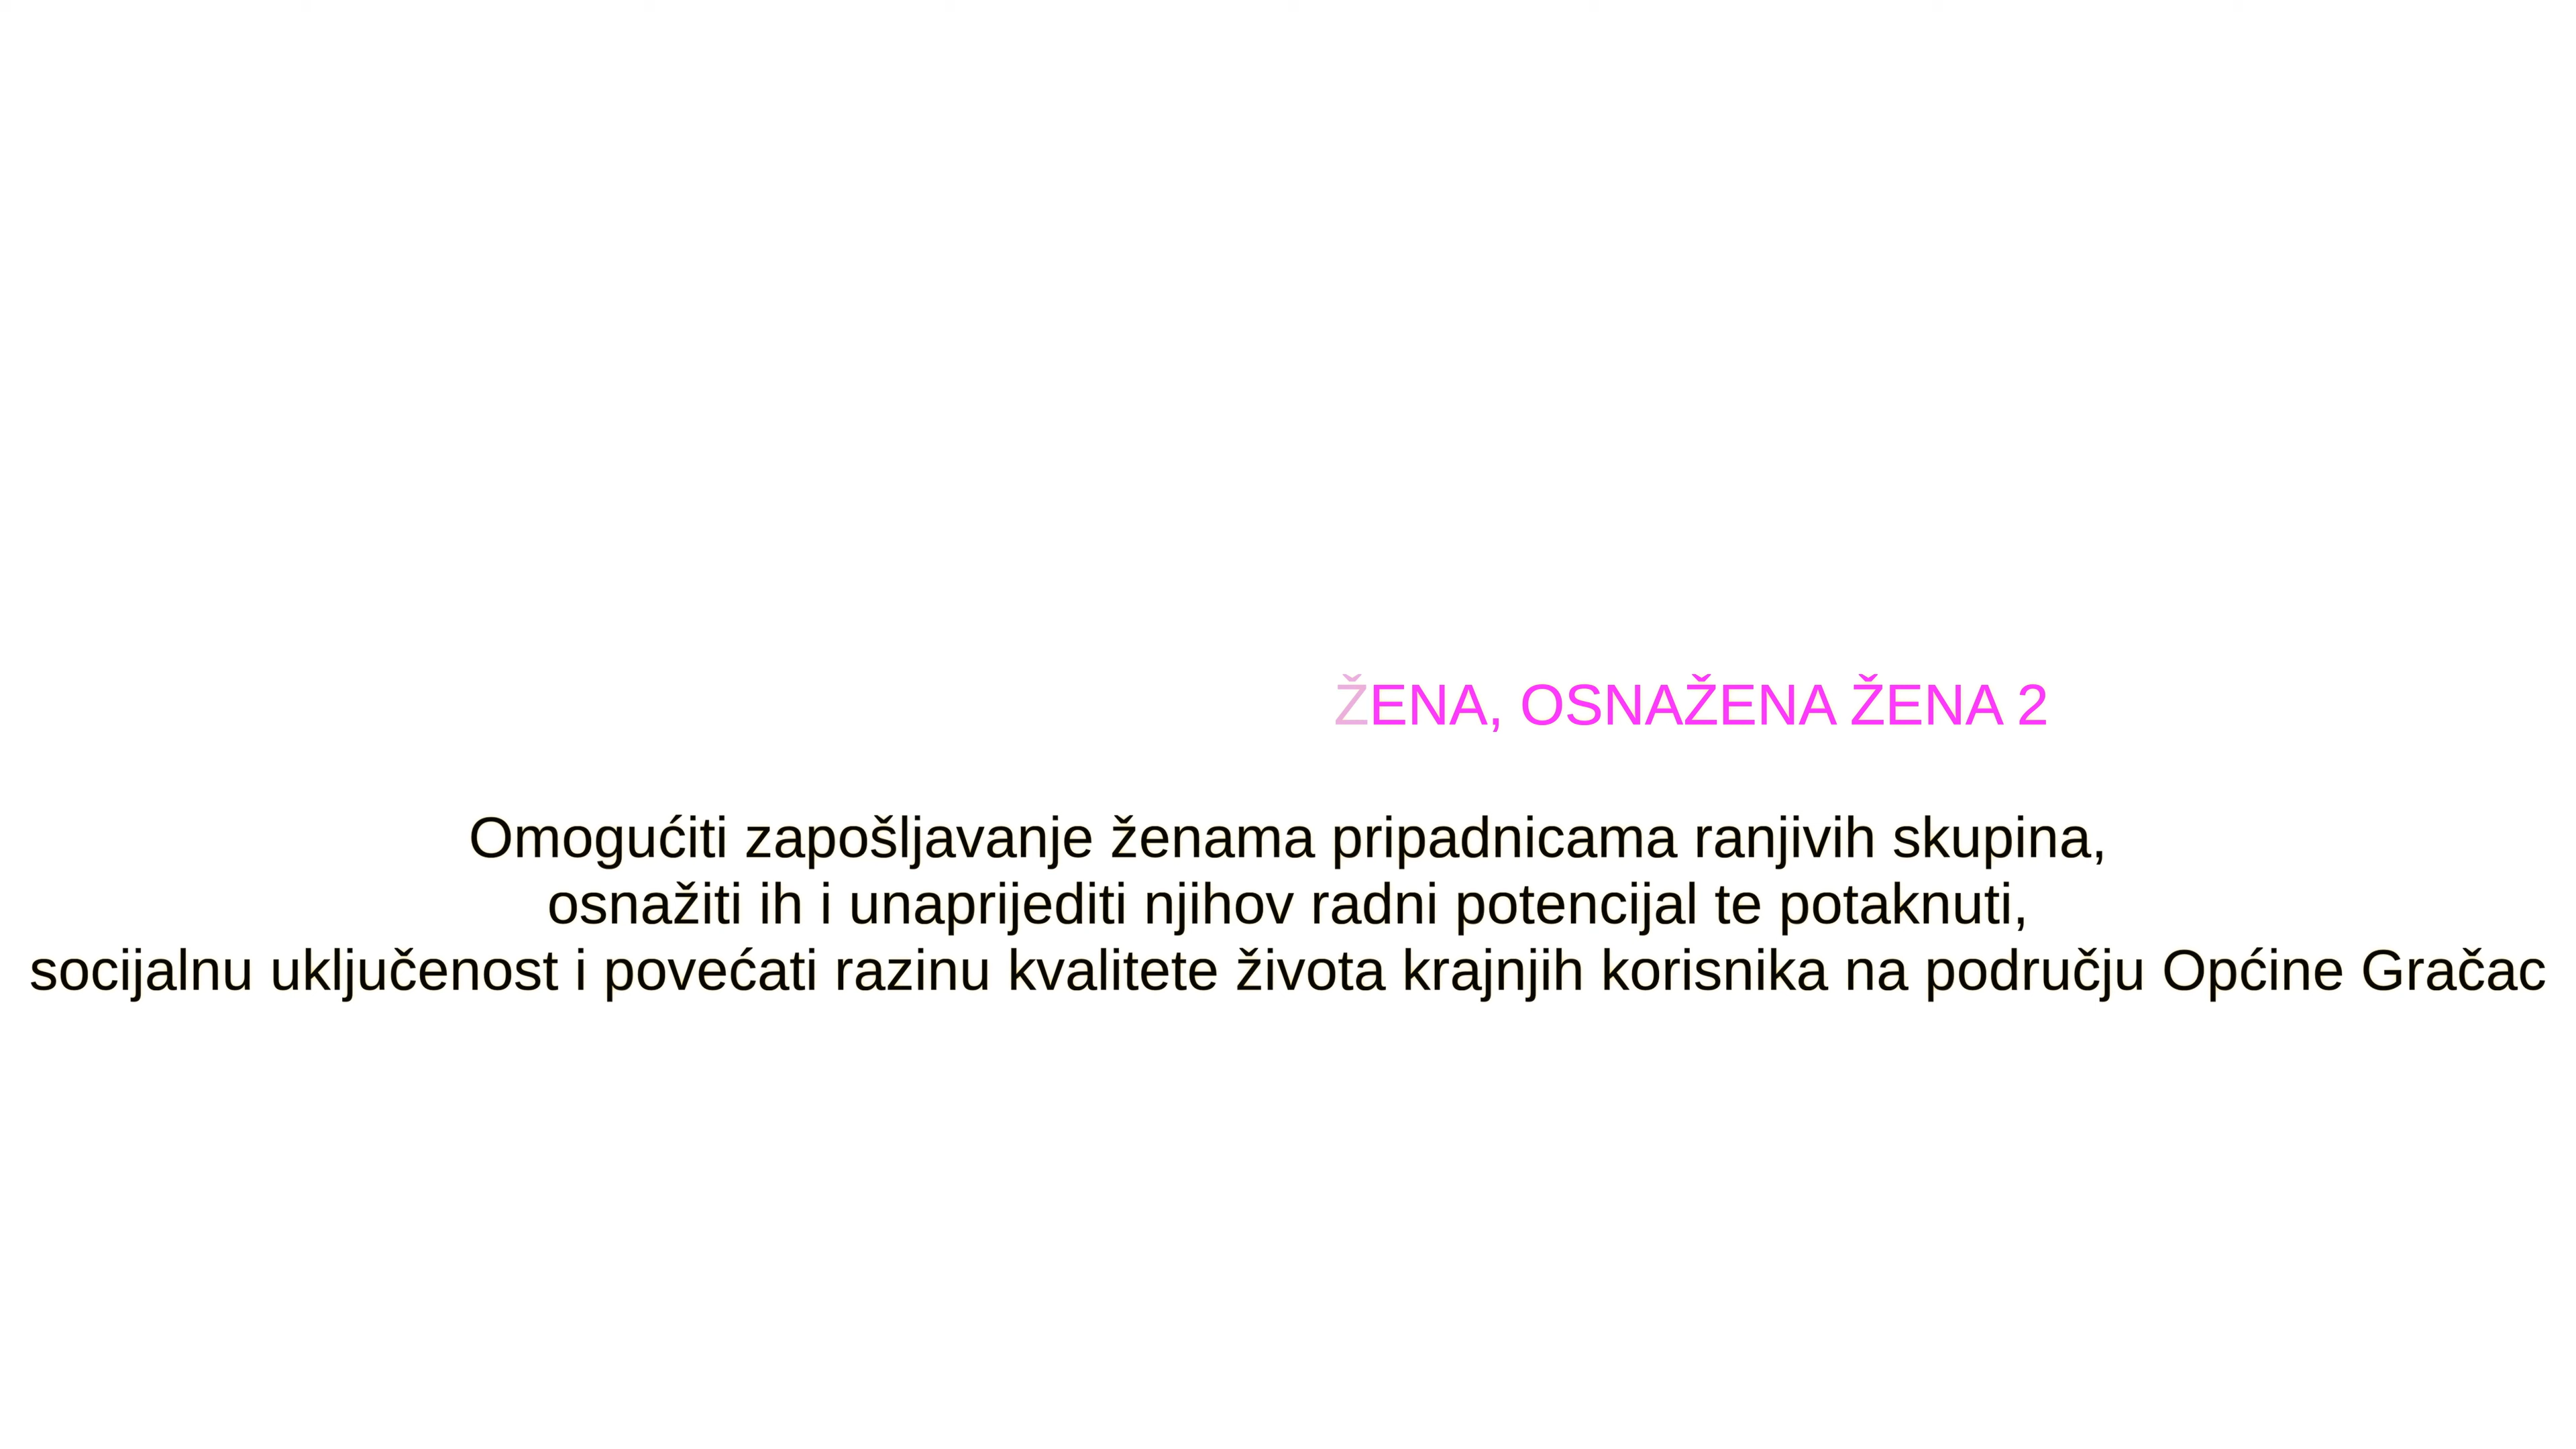 ŽENA, OSNAŽENA ŽENA 2
Omogućiti zapošljavanje ženama pripadnicama ranjivih skupina,
osnažiti ih i unaprijediti njihov radni potencijal te potaknuti,
socijalnu uključenost i povećati razinu kvalitete života krajnjih korisnika na području Općine Gračac